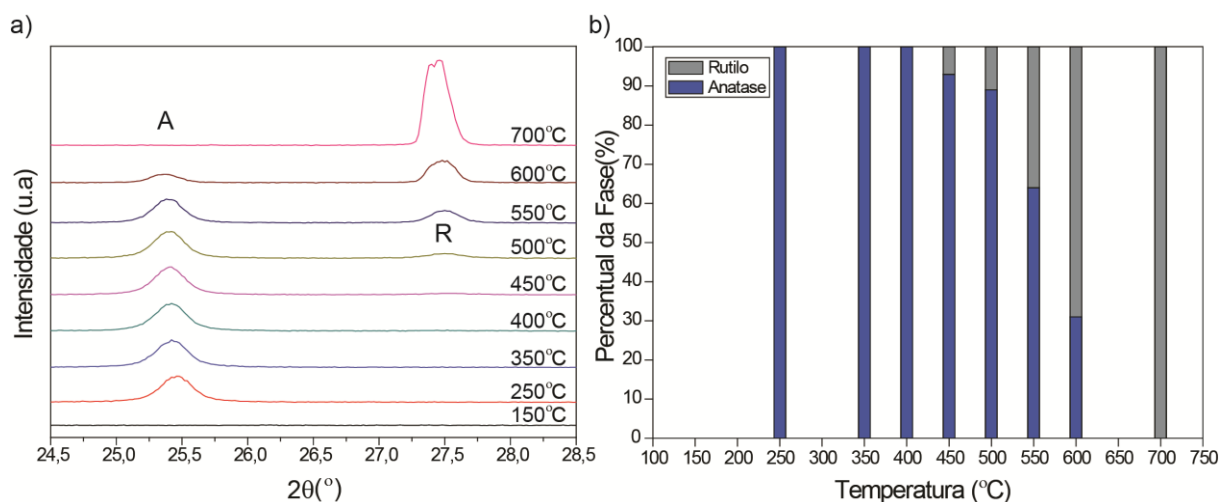 a)
Intensidade (u.a)
A
R
700°C
600°C
550°C
500°C
450°C
400°C
350°C
250°C
150°C
24,5 25,0 25,5 26,0 26,5 27,0 27,5 28,0 28,5
2θ(°)
b)
Percentual da Fase(%)
100
90
80
70
60
50
40
30
20
10
0
Rutilo
Anatase
100 150 200 250 300 350 400 450 500 550 600 650 700 750
Temperatura (°C)